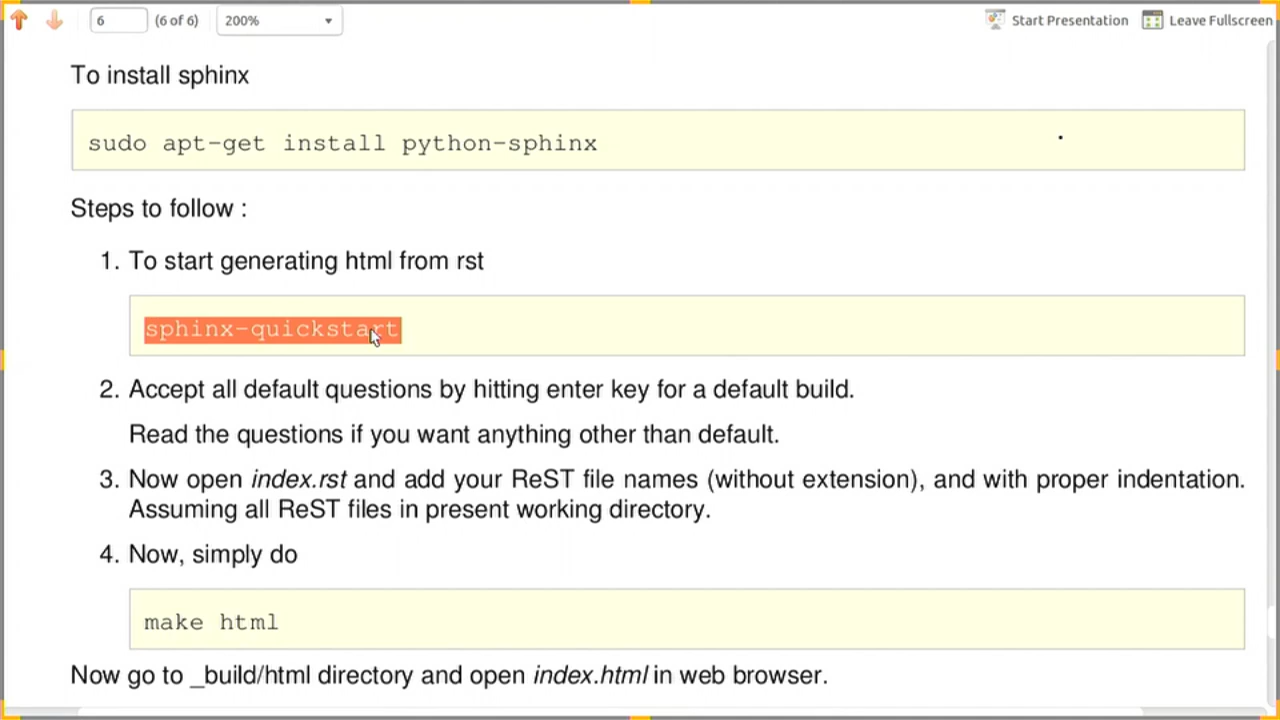 6 (6 of 6) 200% Start Presentation Leave Fullscreen
To install sphinx
sudo apt-get install python-sphinx
Steps to follow :
1. To start generating html from rst
sphinx-quickstart
2. Accept all default questions by hitting enter key for a default build.
Read the questions if you want anything other than default.
3. Now open index.rst and add your ReST file names (without extension), and with proper indentation.
Assuming all ReST files in present working directory.
4. Now, simply do
make html
Now go to _build/html directory and open index.html in web browser.